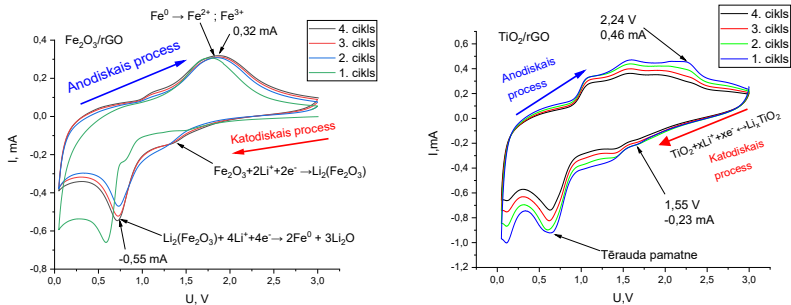 Fe⁰ → Fe²⁺ ; Fe³⁺
0,32 mA
Fe₂O₃/rGO
4. cikls
3. cikls
2. cikls
1. cikls
Anodiskais process
Katodiskais process
Fe₂O₃+2Li⁺+2e⁻ →Li₂(Fe₂O₃)
Li₂(Fe₂O₃)+ 4Li⁺+4e⁻→ 2Fe⁰ + 3Li₂O
-0,55 mA
I, mA
0,4
0,2
0,0
-0,2
-0,4
-0,6
0,8
0,0
0,5
1,0
1,5
2,0
2,5
3,0
U, V
TiO₂/rGO
2,24 V
0,46 mA
4. cikls
3. cikls
2. cikls
1. cikls
Anodiskais
process
TiO₂+xLi⁺+xe⁻↔LiₓTiO₂
Katodiskais
process
1,55 V
-0,23 mA
Tērauda pamatne
I,mA
1,0
0,8
0,6
0,4
0,2
0,0
-0,2
-0,4
-0,6
-0,8
-1,0
1,2
0,0
0,5
1,0
1,5
2,0
2,5
3,0
U,V